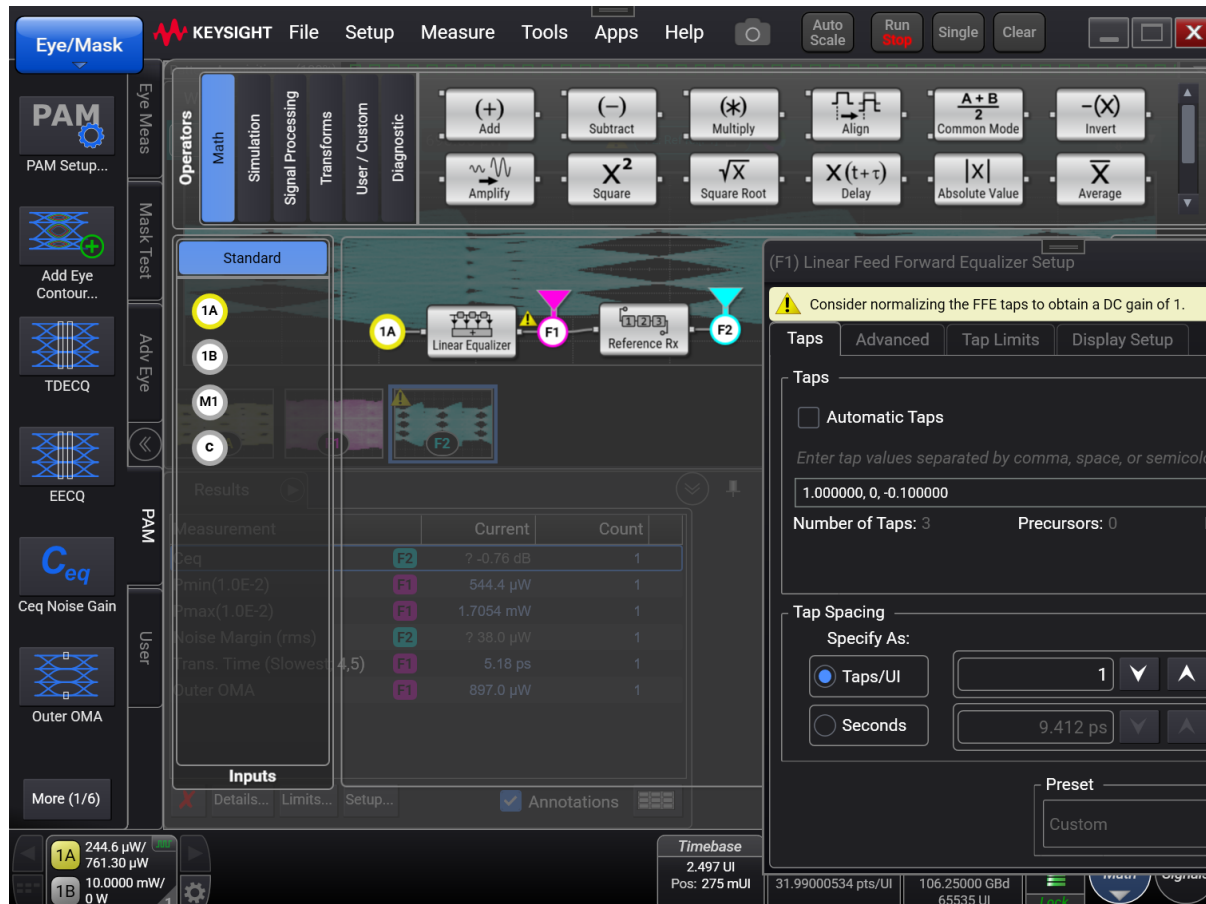 Eye/Mask
KEYSIGHT File Setup Measure Tools Apps Help
Auto Scale
Run Stop
Single
Clear
X
PAM
PAM Setup...
Add Eye
Contour...
TDECQ
EECQ
Ceq
Ceq Noise Gain
Outer OMA
More (1/6)
Eye Meas
Mask Test
Adv Eye
PAM
User
Operators
Math
Simulation
Signal Processing
Transforms
User / Custom
Diagnostic
(+)
Add
(−)
Subtract
(*)
Multiply
Align
A + B
2
Common Mode
-(X)
Invert
Amplify
X²
Square
√X
Square Root
X(t+τ)
Delay
|X|
Absolute Value
X
Average
Standard
1A
1B
M1
C
Inputs
1A
Linear Equalizer
F1
1 2 3
Reference Rx
F2
F2
Results
Measurement Current Count
Ceq F2 ? -0.76 dB 1
Pmin(1.0E-2) F1 544.4 µW 1
Pmax(1.0E-2) F1 1.7054 mW 1
Noise Margin (rms) F2 ? 38.0 µW 1
Trans. Time (Slowest, 4,5) F1 5.18 ps 1
Outer OMA F1 897.0 µW 1
Details... Limits... Setup...
Annotations
(F1) Linear Feed Forward Equalizer Setup
Consider normalizing the FFE taps to obtain a DC gain of 1.
Taps Advanced Tap Limits Display Setup
Taps
Automatic Taps
Enter tap values separated by comma, space, or semicolo
1.000000, 0, -0.100000
Number of Taps: 3 Precursors: 0
Tap Spacing
Specify As:
Taps/UI 1
Seconds 9.412 ps
Preset
Custom
1A 244.6 µW/
761.30 µW
1B 10.0000 mW/
0 W
1
Timebase
2.497 UI
Pos: 275 mUI
31.99000534 pts/UI
106.25000 GBd
65535 UI
Lock
Math
Signals